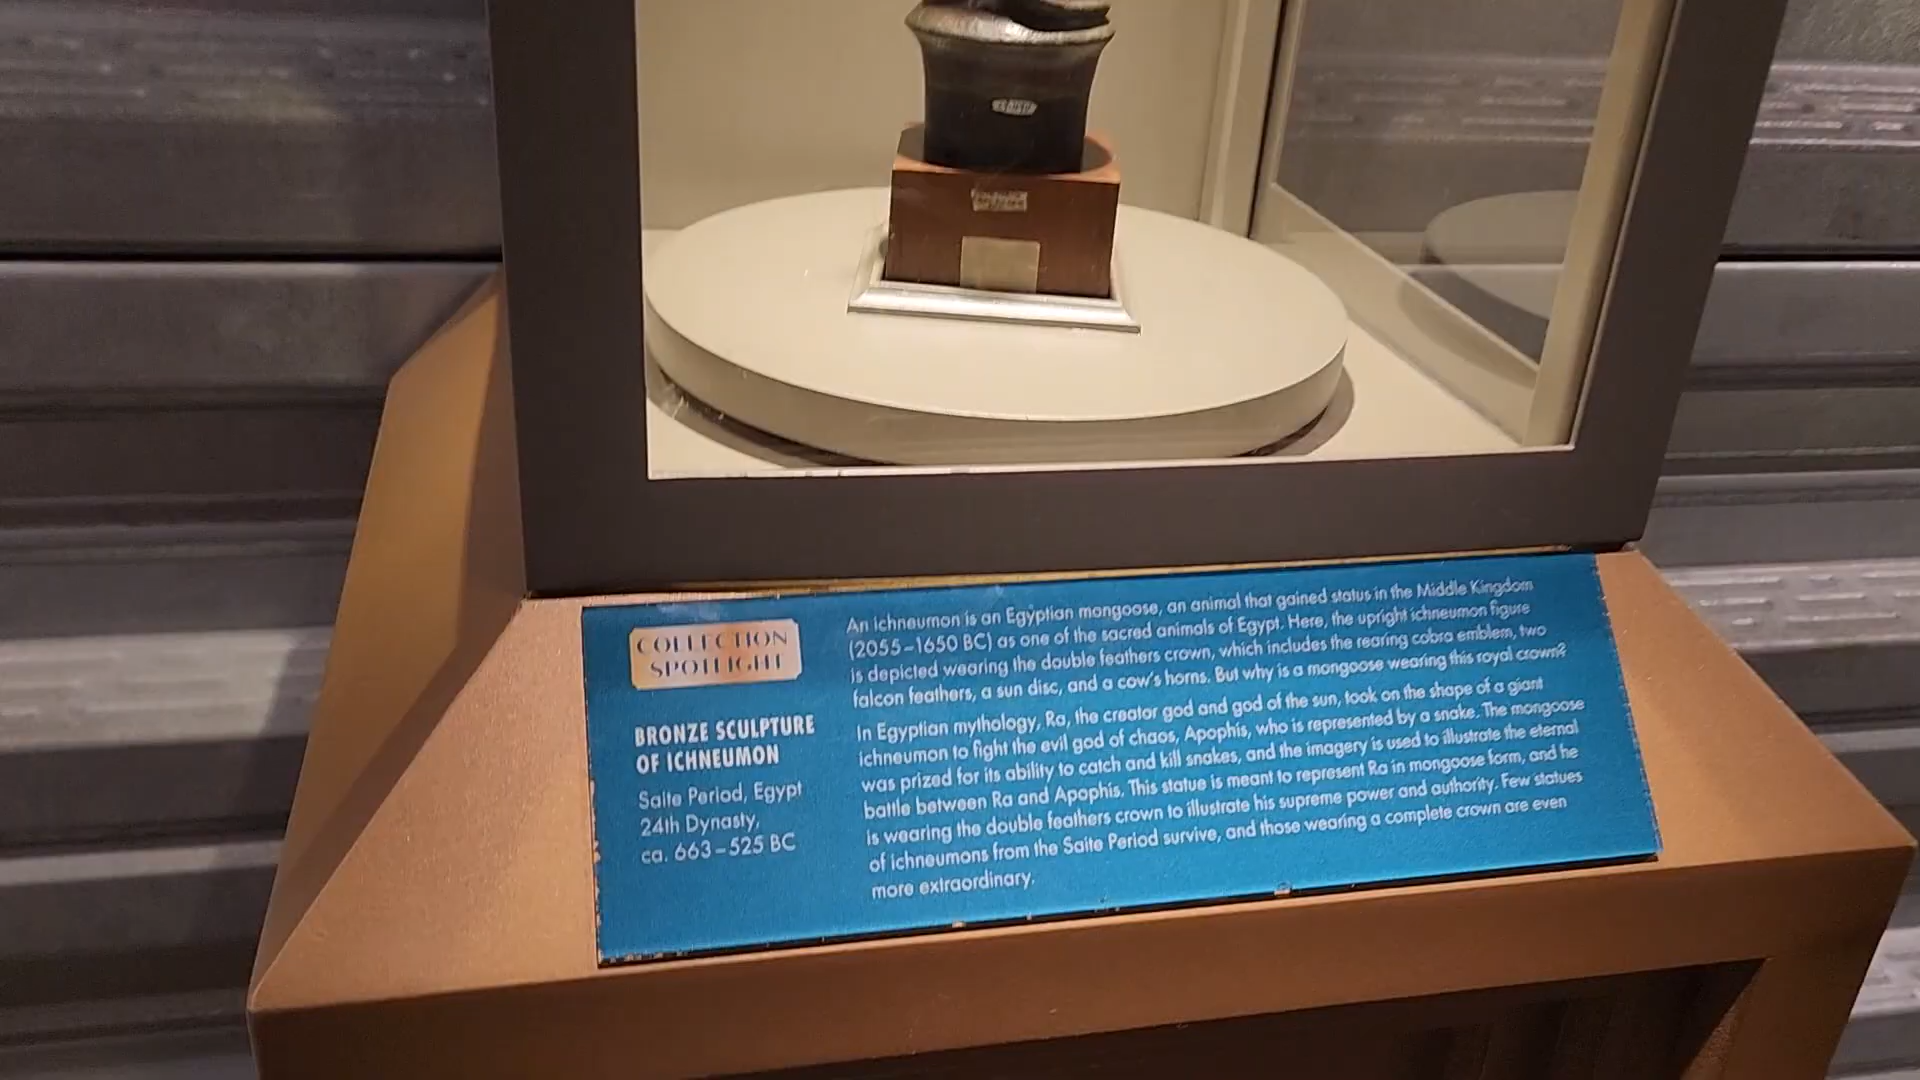 COLLECTION
SPOTLIGHT
BRONZE SCULPTURE
OF ICHNEUMON
Saite Period, Egypt
24th Dynasty,
ca. 663–525 BC
An ichneumon is an Egyptian mongoose, an animal that gained status in the Middle Kingdom
(2055–1650 BC) as one of the sacred animals of Egypt. Here, the upright ichneumon figure
is depicted wearing the double feathers crown, which includes the rearing cobra emblem, two
falcon feathers, a sun disc, and a cow's horns. But why is a mongoose wearing this royal crown?
In Egyptian mythology, Ra, the creator god and god of the sun, took on the shape of a giant
ichneumon to fight the evil god of chaos, Apophis, who is represented by a snake. The mongoose
was prized for its ability to catch and kill snakes, and the imagery is used to illustrate the eternal
battle between Ra and Apophis. This statue is meant to represent Ra in mongoose form, and he
is wearing the double feathers crown to illustrate his supreme power and authority. Few statues
of ichneumons from the Saite Period survive, and those wearing a complete crown are even
more extraordinary.